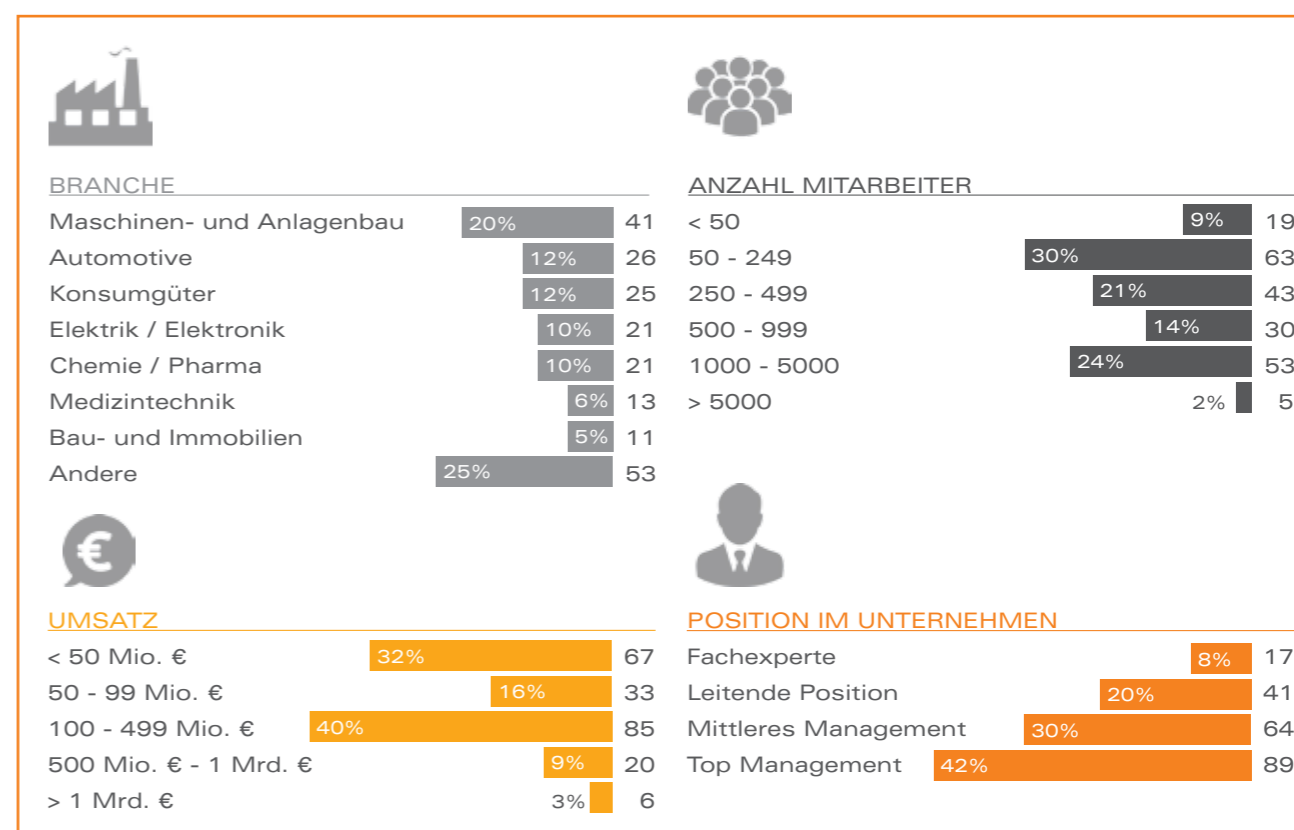 €
BRANCHE
Maschinen- und Anlagenbau 20% 41
Automotive 12% 26
Konsumgüter 12% 25
Elektrik / Elektronik 10% 21
Chemie / Pharma 10% 21
Medizintechnik 6% 13
Bau- und Immobilien 5% 11
Andere 25% 53
ANZAHL MITARBEITER
< 50 9% 19
50 - 249 30% 63
250 - 499 21% 43
500 - 999 14% 30
1000 - 5000 24% 53
> 5000 2% 5
UMSATZ
< 50 Mio. € 32% 67
50 - 99 Mio. € 16% 33
100 - 499 Mio. € 40% 85
500 Mio. € - 1 Mrd. € 9% 20
> 1 Mrd. € 3% 6
POSITION IM UNTERNEHMEN
Fachexperte 8% 17
Leitende Position 20% 41
Mittleres Management 30% 64
Top Management 42% 89